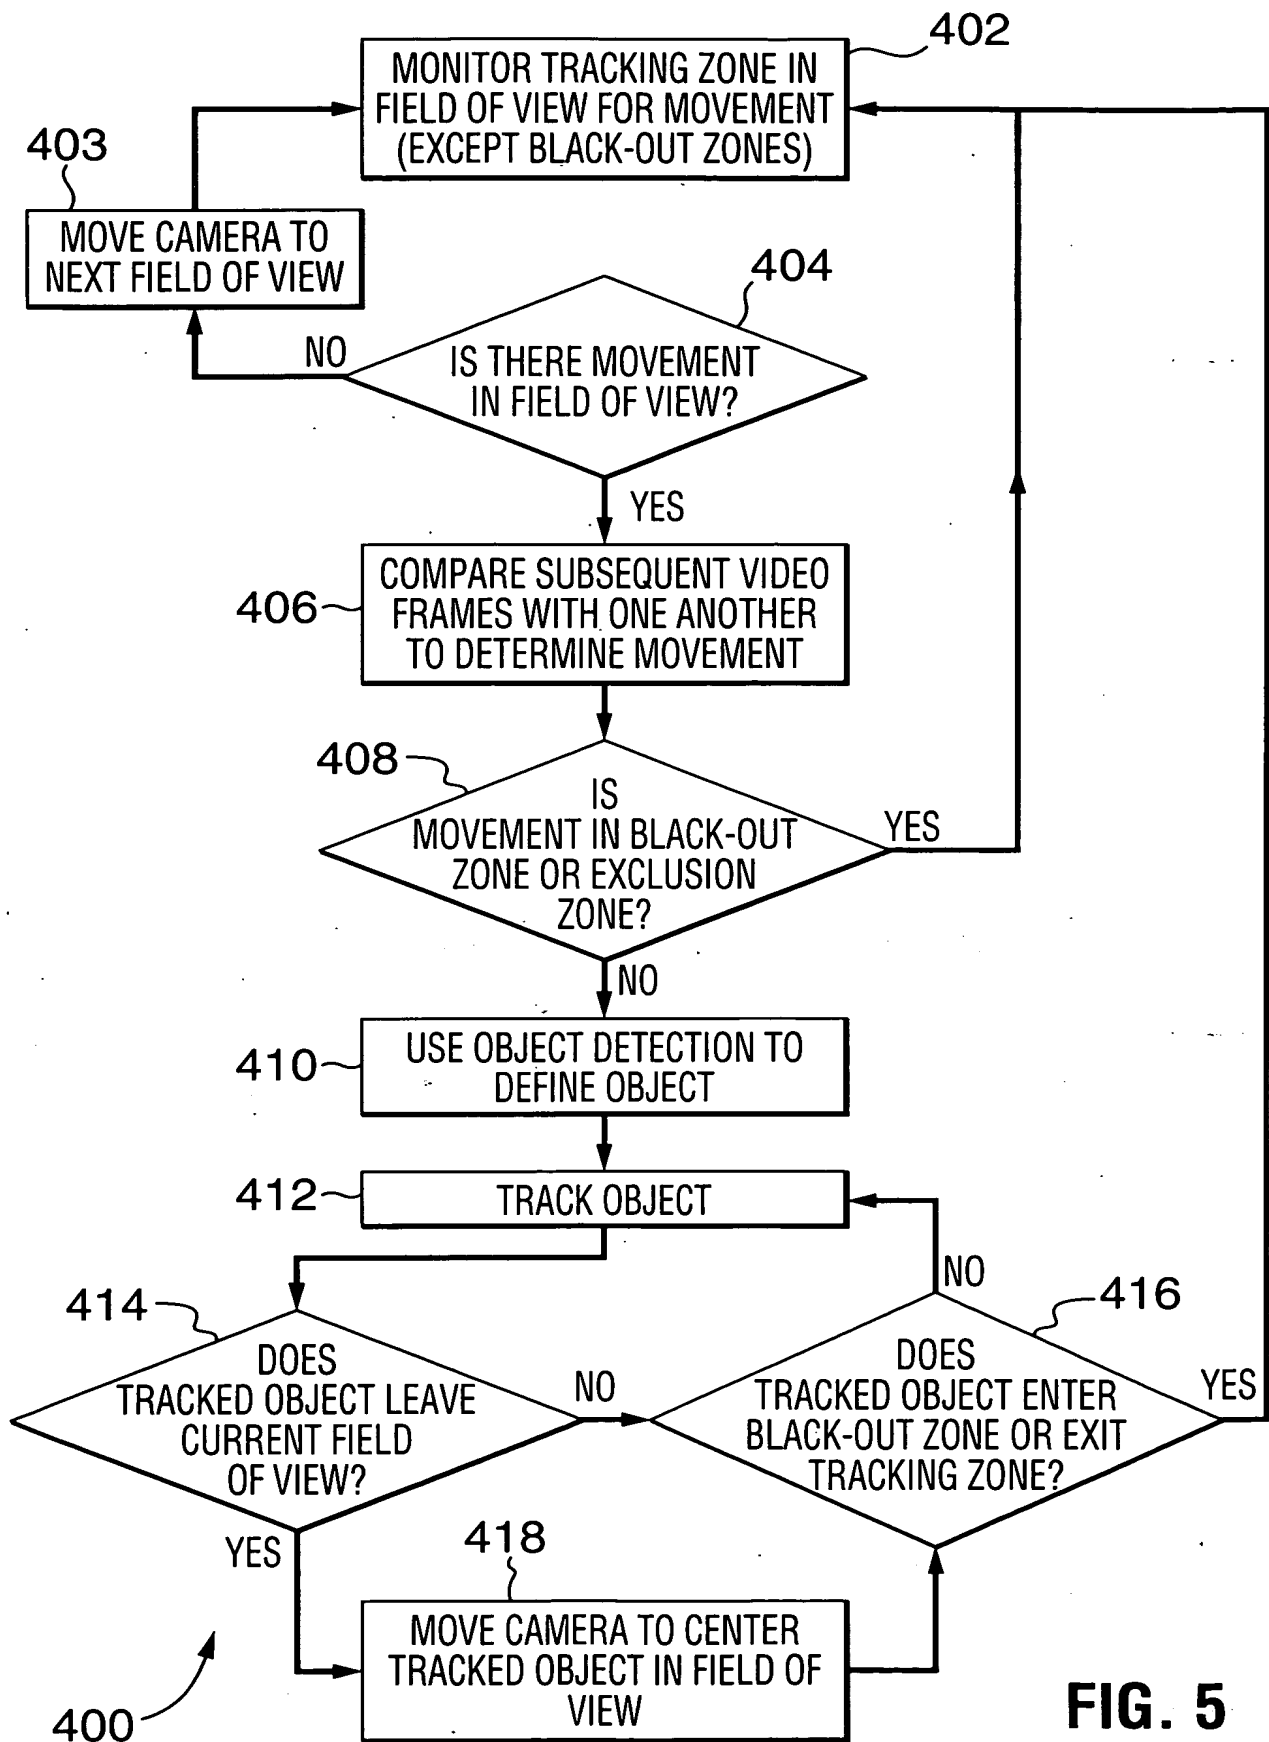 402
MONITOR TRACKING ZONE IN
FIELD OF VIEW FOR MOVEMENT
(EXCEPT BLACK-OUT ZONES)
403
MOVE CAMERA TO
NEXT FIELD OF VIEW
404
IS THERE MOVEMENT
IN FIELD OF VIEW?
NO
YES
406
COMPARE SUBSEQUENT VIDEO
FRAMES WITH ONE ANOTHER
TO DETERMINE MOVEMENT
408
IS
MOVEMENT IN BLACK-OUT
ZONE OR EXCLUSION
ZONE?
YES
NO
410
USE OBJECT DETECTION TO
DEFINE OBJECT
412
TRACK OBJECT
414
DOES
TRACKED OBJECT LEAVE
CURRENT FIELD
OF VIEW?
NO
YES
416
DOES
TRACKED OBJECT ENTER
BLACK-OUT ZONE OR EXIT
TRACKING ZONE?
NO
YES
418
MOVE CAMERA TO CENTER
TRACKED OBJECT IN FIELD OF
VIEW
400
FIG. 5